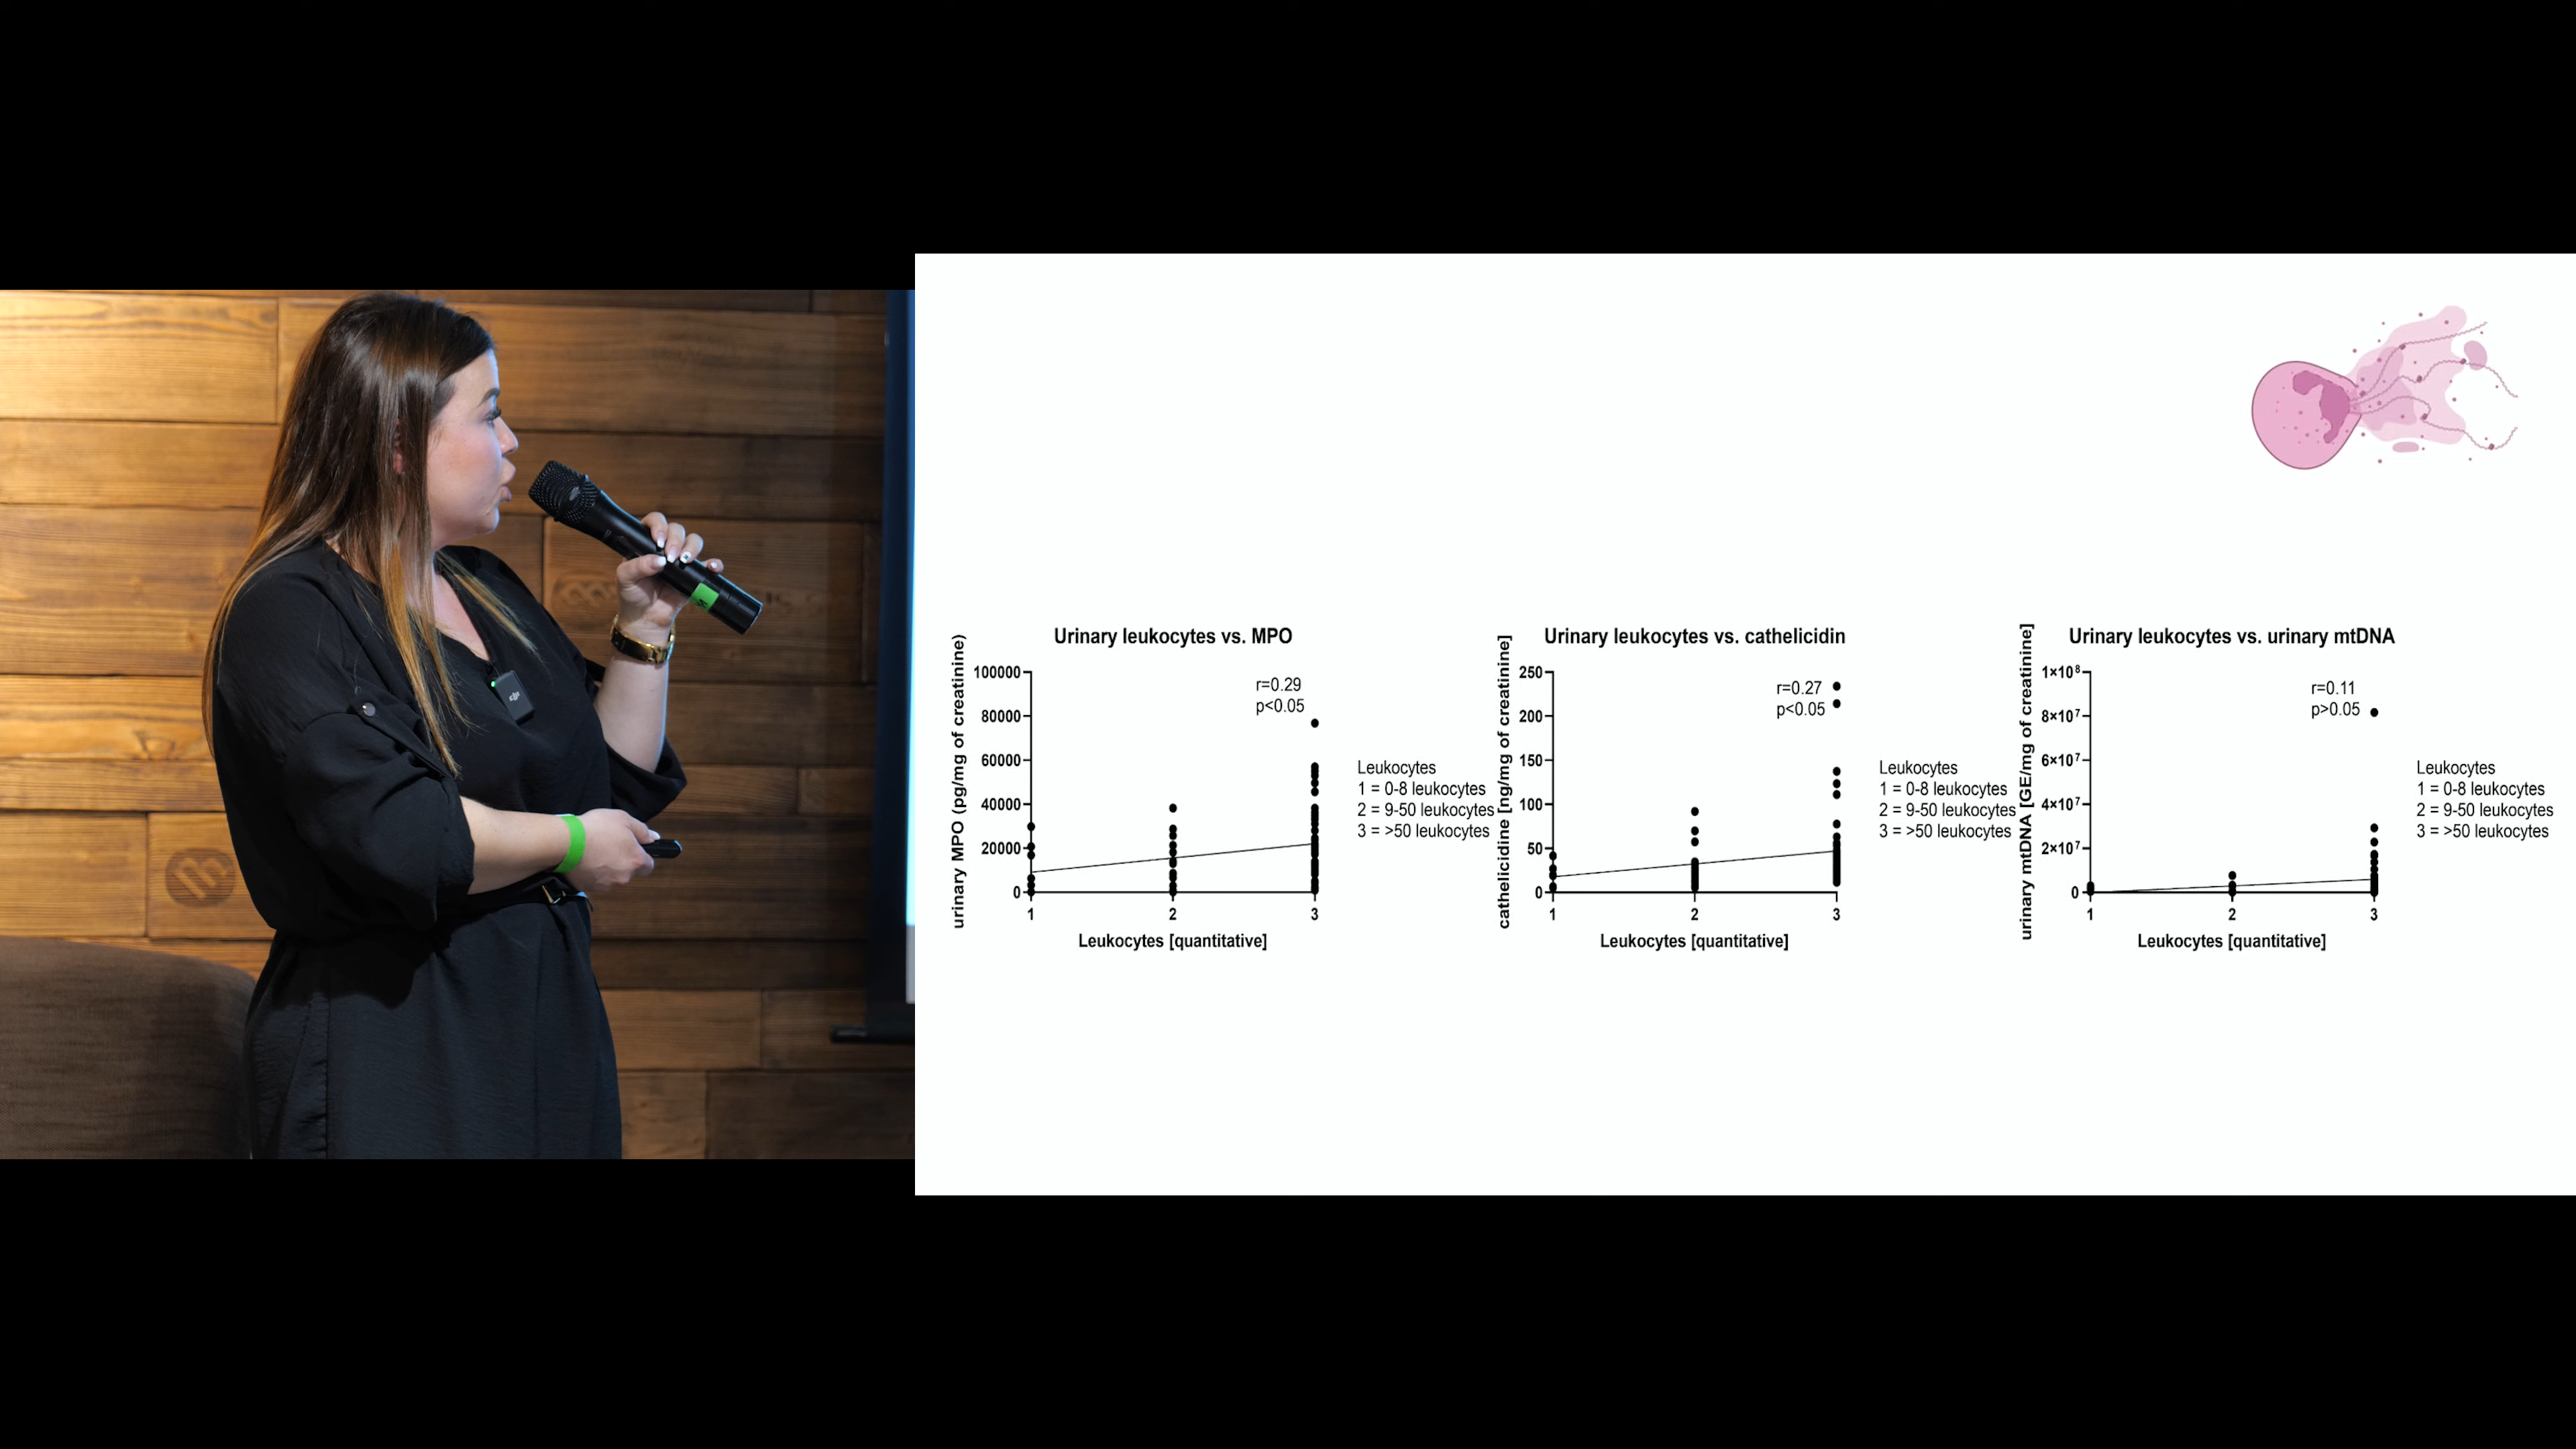 Urinary leukocytes vs. MPO
urinary MPO (pg/mg of creatinine)
100000
80000
60000
40000
20000
0
r=0.29
p<0.05
1 2 3
Leukocytes [quantitative]
Leukocytes
1 = 0-8 leukocytes
2 = 9-50 leukocytes
3 = >50 leukocytes
Urinary leukocytes vs. cathelicidin
cathelicidine [ng/mg of creatinine]
250
200
150
100
50
0
r=0.27
p<0.05
1 2 3
Leukocytes [quantitative]
Leukocytes
1 = 0-8 leukocytes
2 = 9-50 leukocytes
3 = >50 leukocytes
Urinary leukocytes vs. urinary mtDNA
urinary mtDNA [GE/mg of creatinine]
1×10⁸
8×10⁷
6×10⁷
4×10⁷
2×10⁷
0
r=0.11
p>0.05
1 2 3
Leukocytes [quantitative]
Leukocytes
1 = 0-8 leukocytes
2 = 9-50 leukocytes
3 = >50 leukocytes
dji